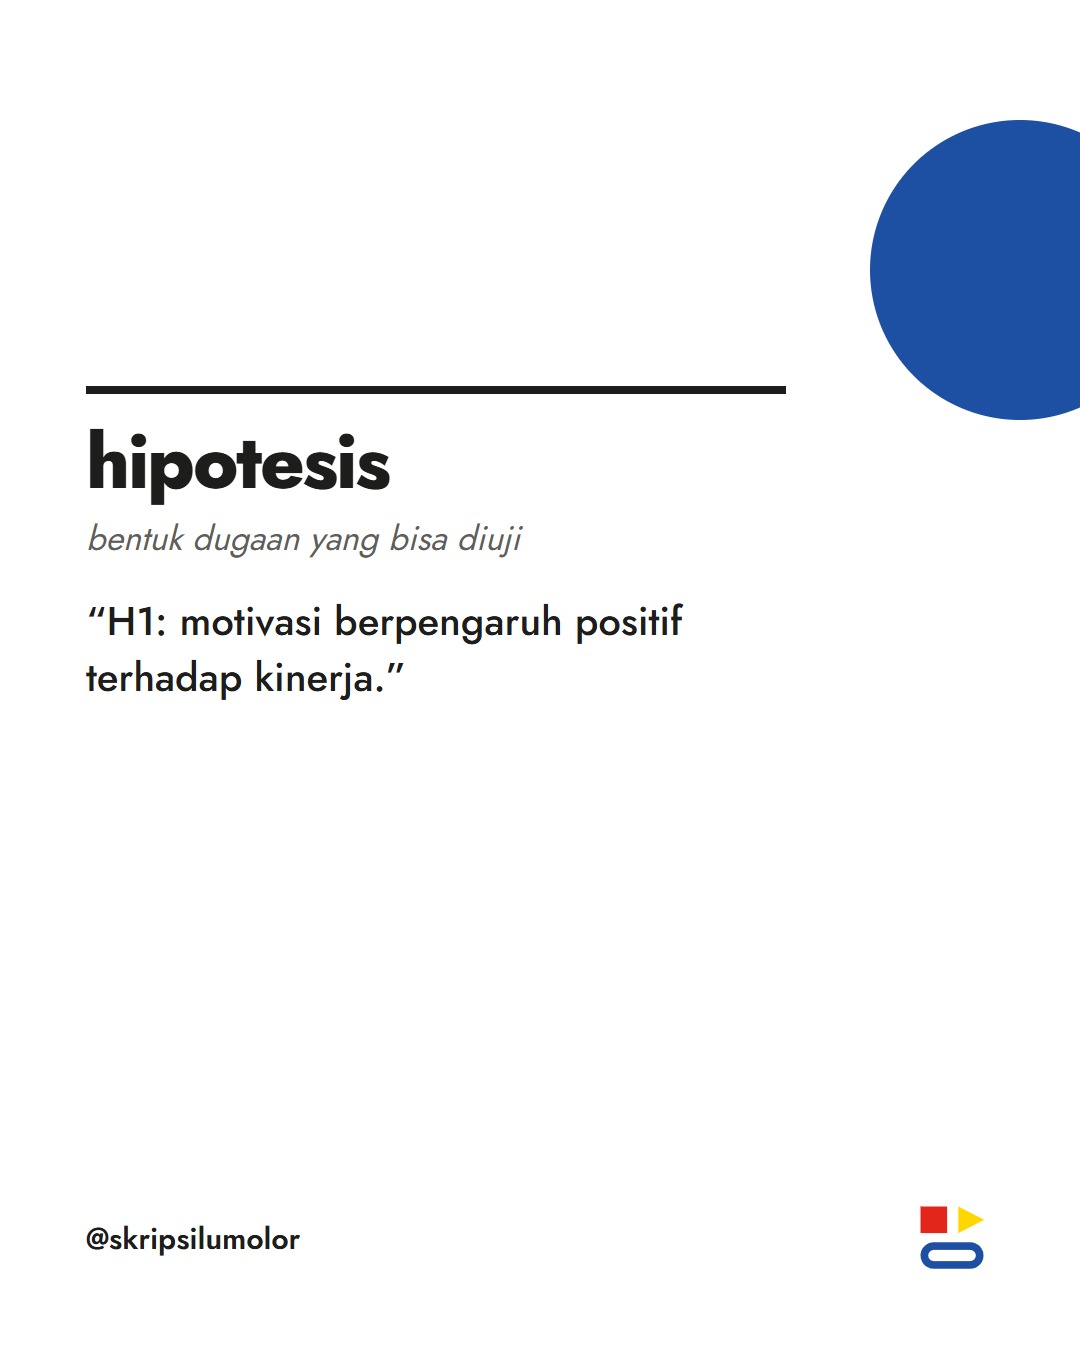 hipotesis
bentuk dugaan yang bisa diuji
“H1: motivasi berpengaruh positif
terhadap kinerja.”
@skripsilumolor